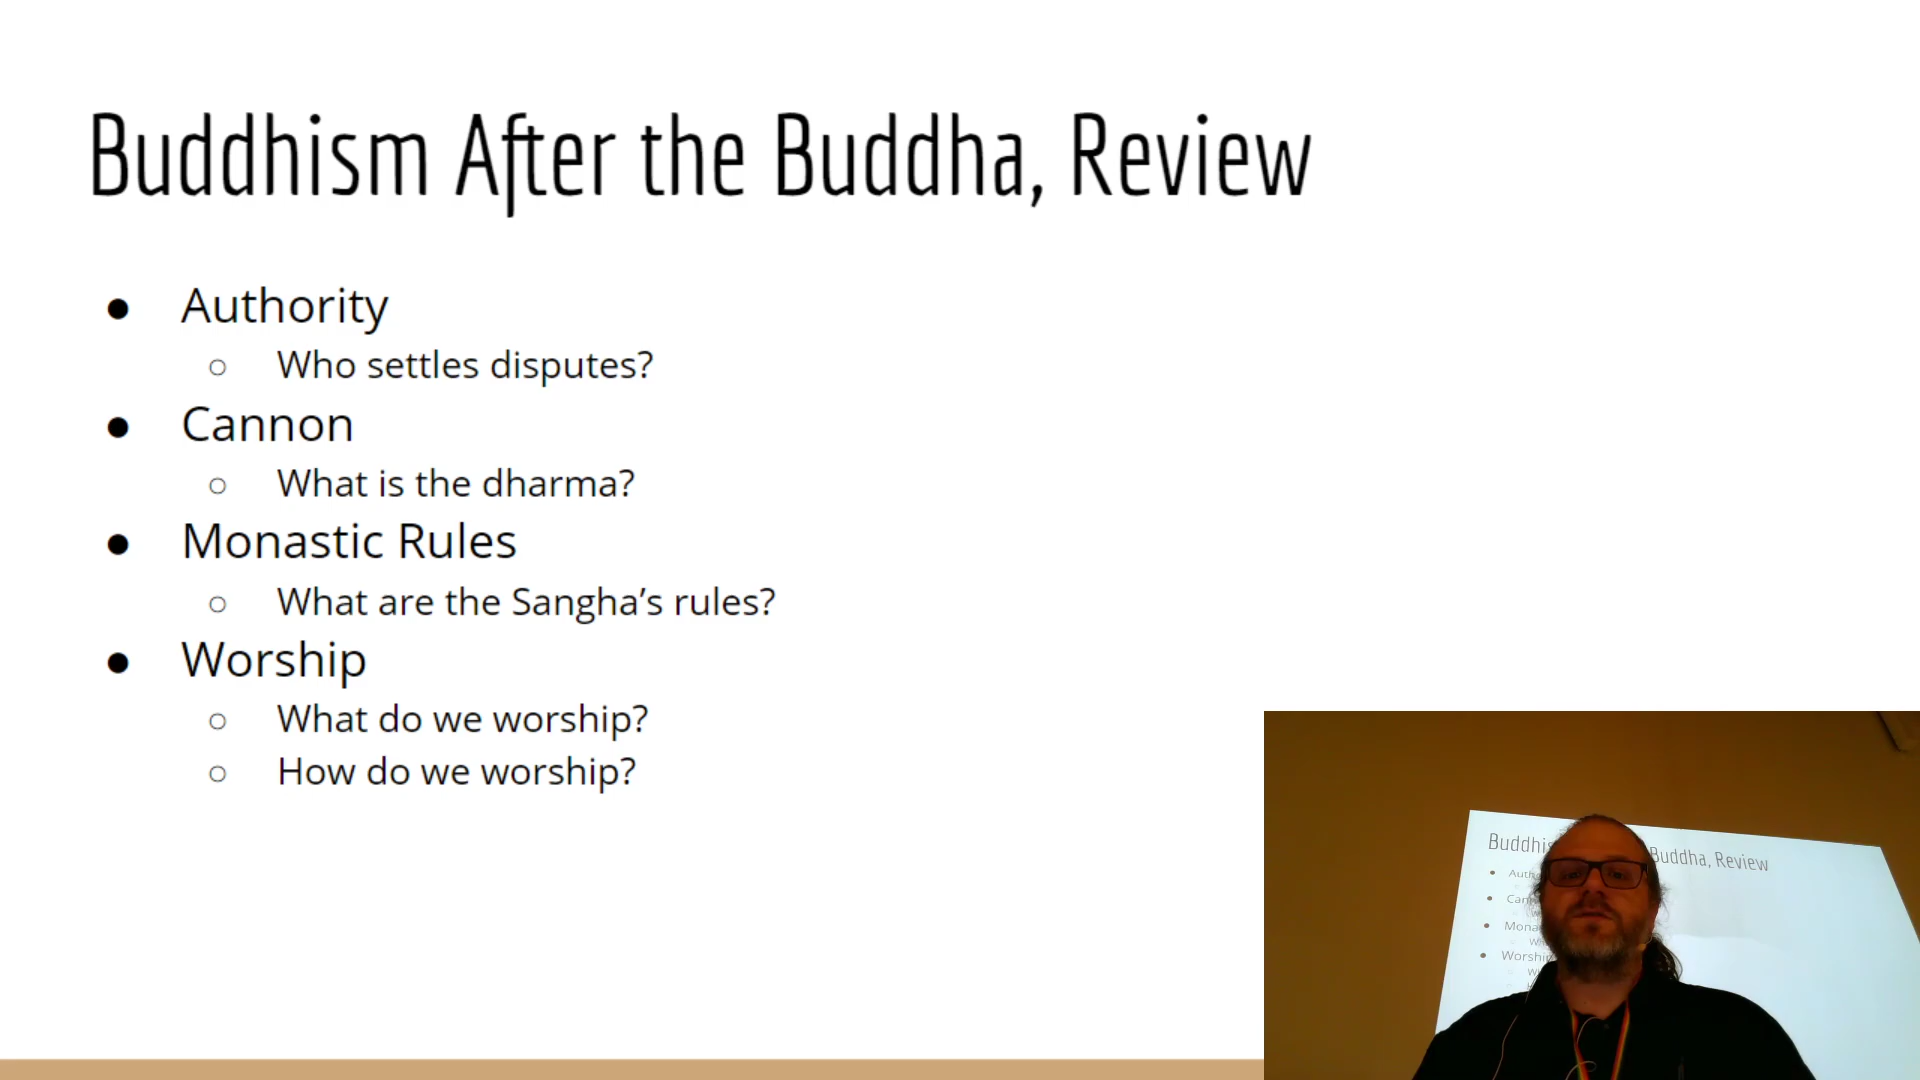 Buddhism After the Buddha, Review
● Authority
○ Who settles disputes?
● Cannon
○ What is the dharma?
● Monastic Rules
○ What are the Sangha's rules?
● Worship
○ What do we worship?
○ How do we worship?
Buddha, Review